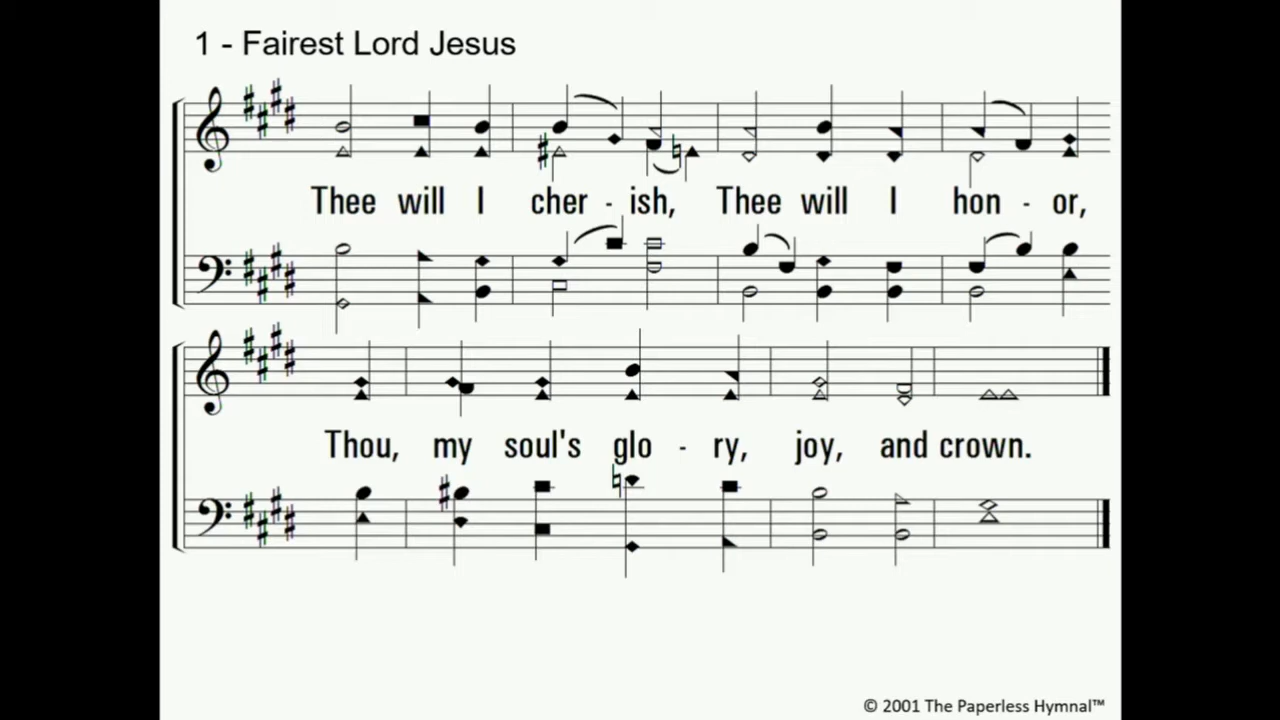 1 - Fairest Lord Jesus
Thee will I cher - ish, Thee will I hon - or,
Thou, my soul's glo - ry, joy, and crown.
© 2001 The Paperless Hymnal™